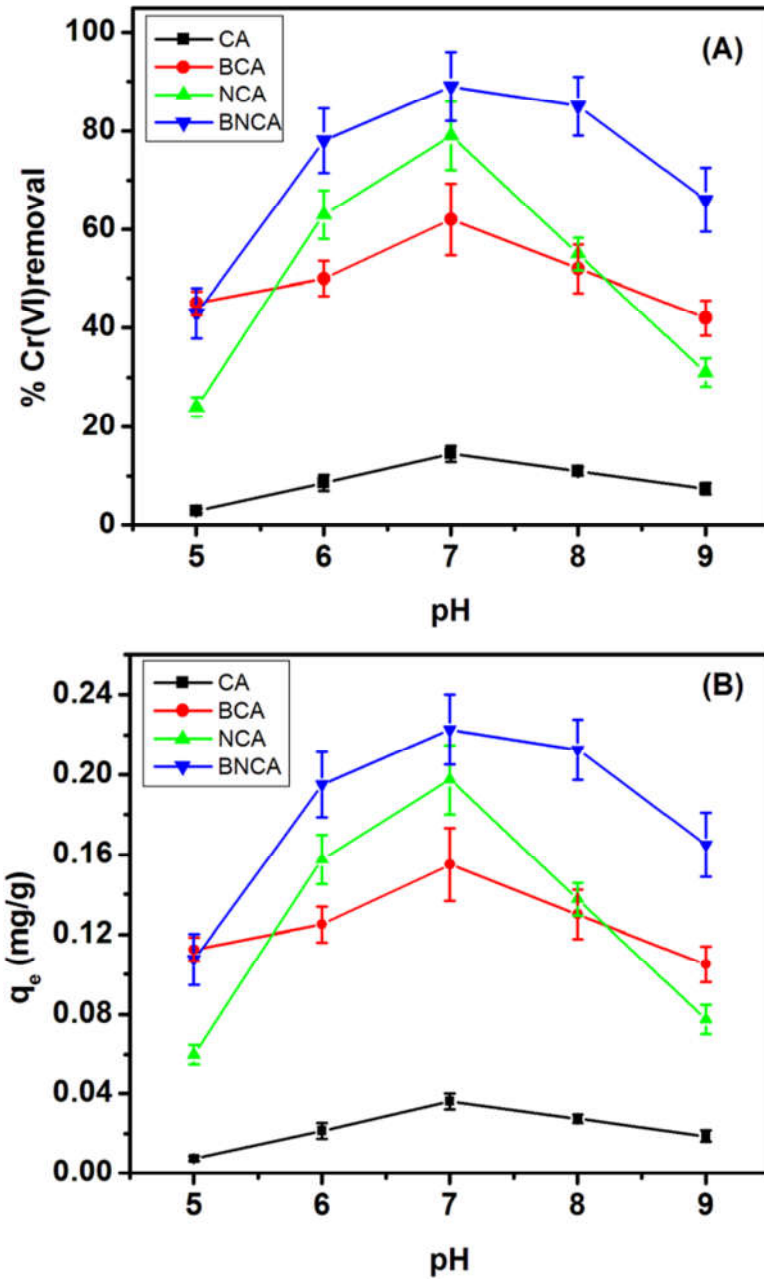 (A)
CA
BCA
NCA
BNCA
100
80
60
40
20
0
% Cr(VI)removal
5 6 7 8 9
pH
(B)
CA
BCA
NCA
BNCA
0.24
0.20
0.16
0.12
0.08
0.04
0.00
qe (mg/g)
5 6 7 8 9
pH